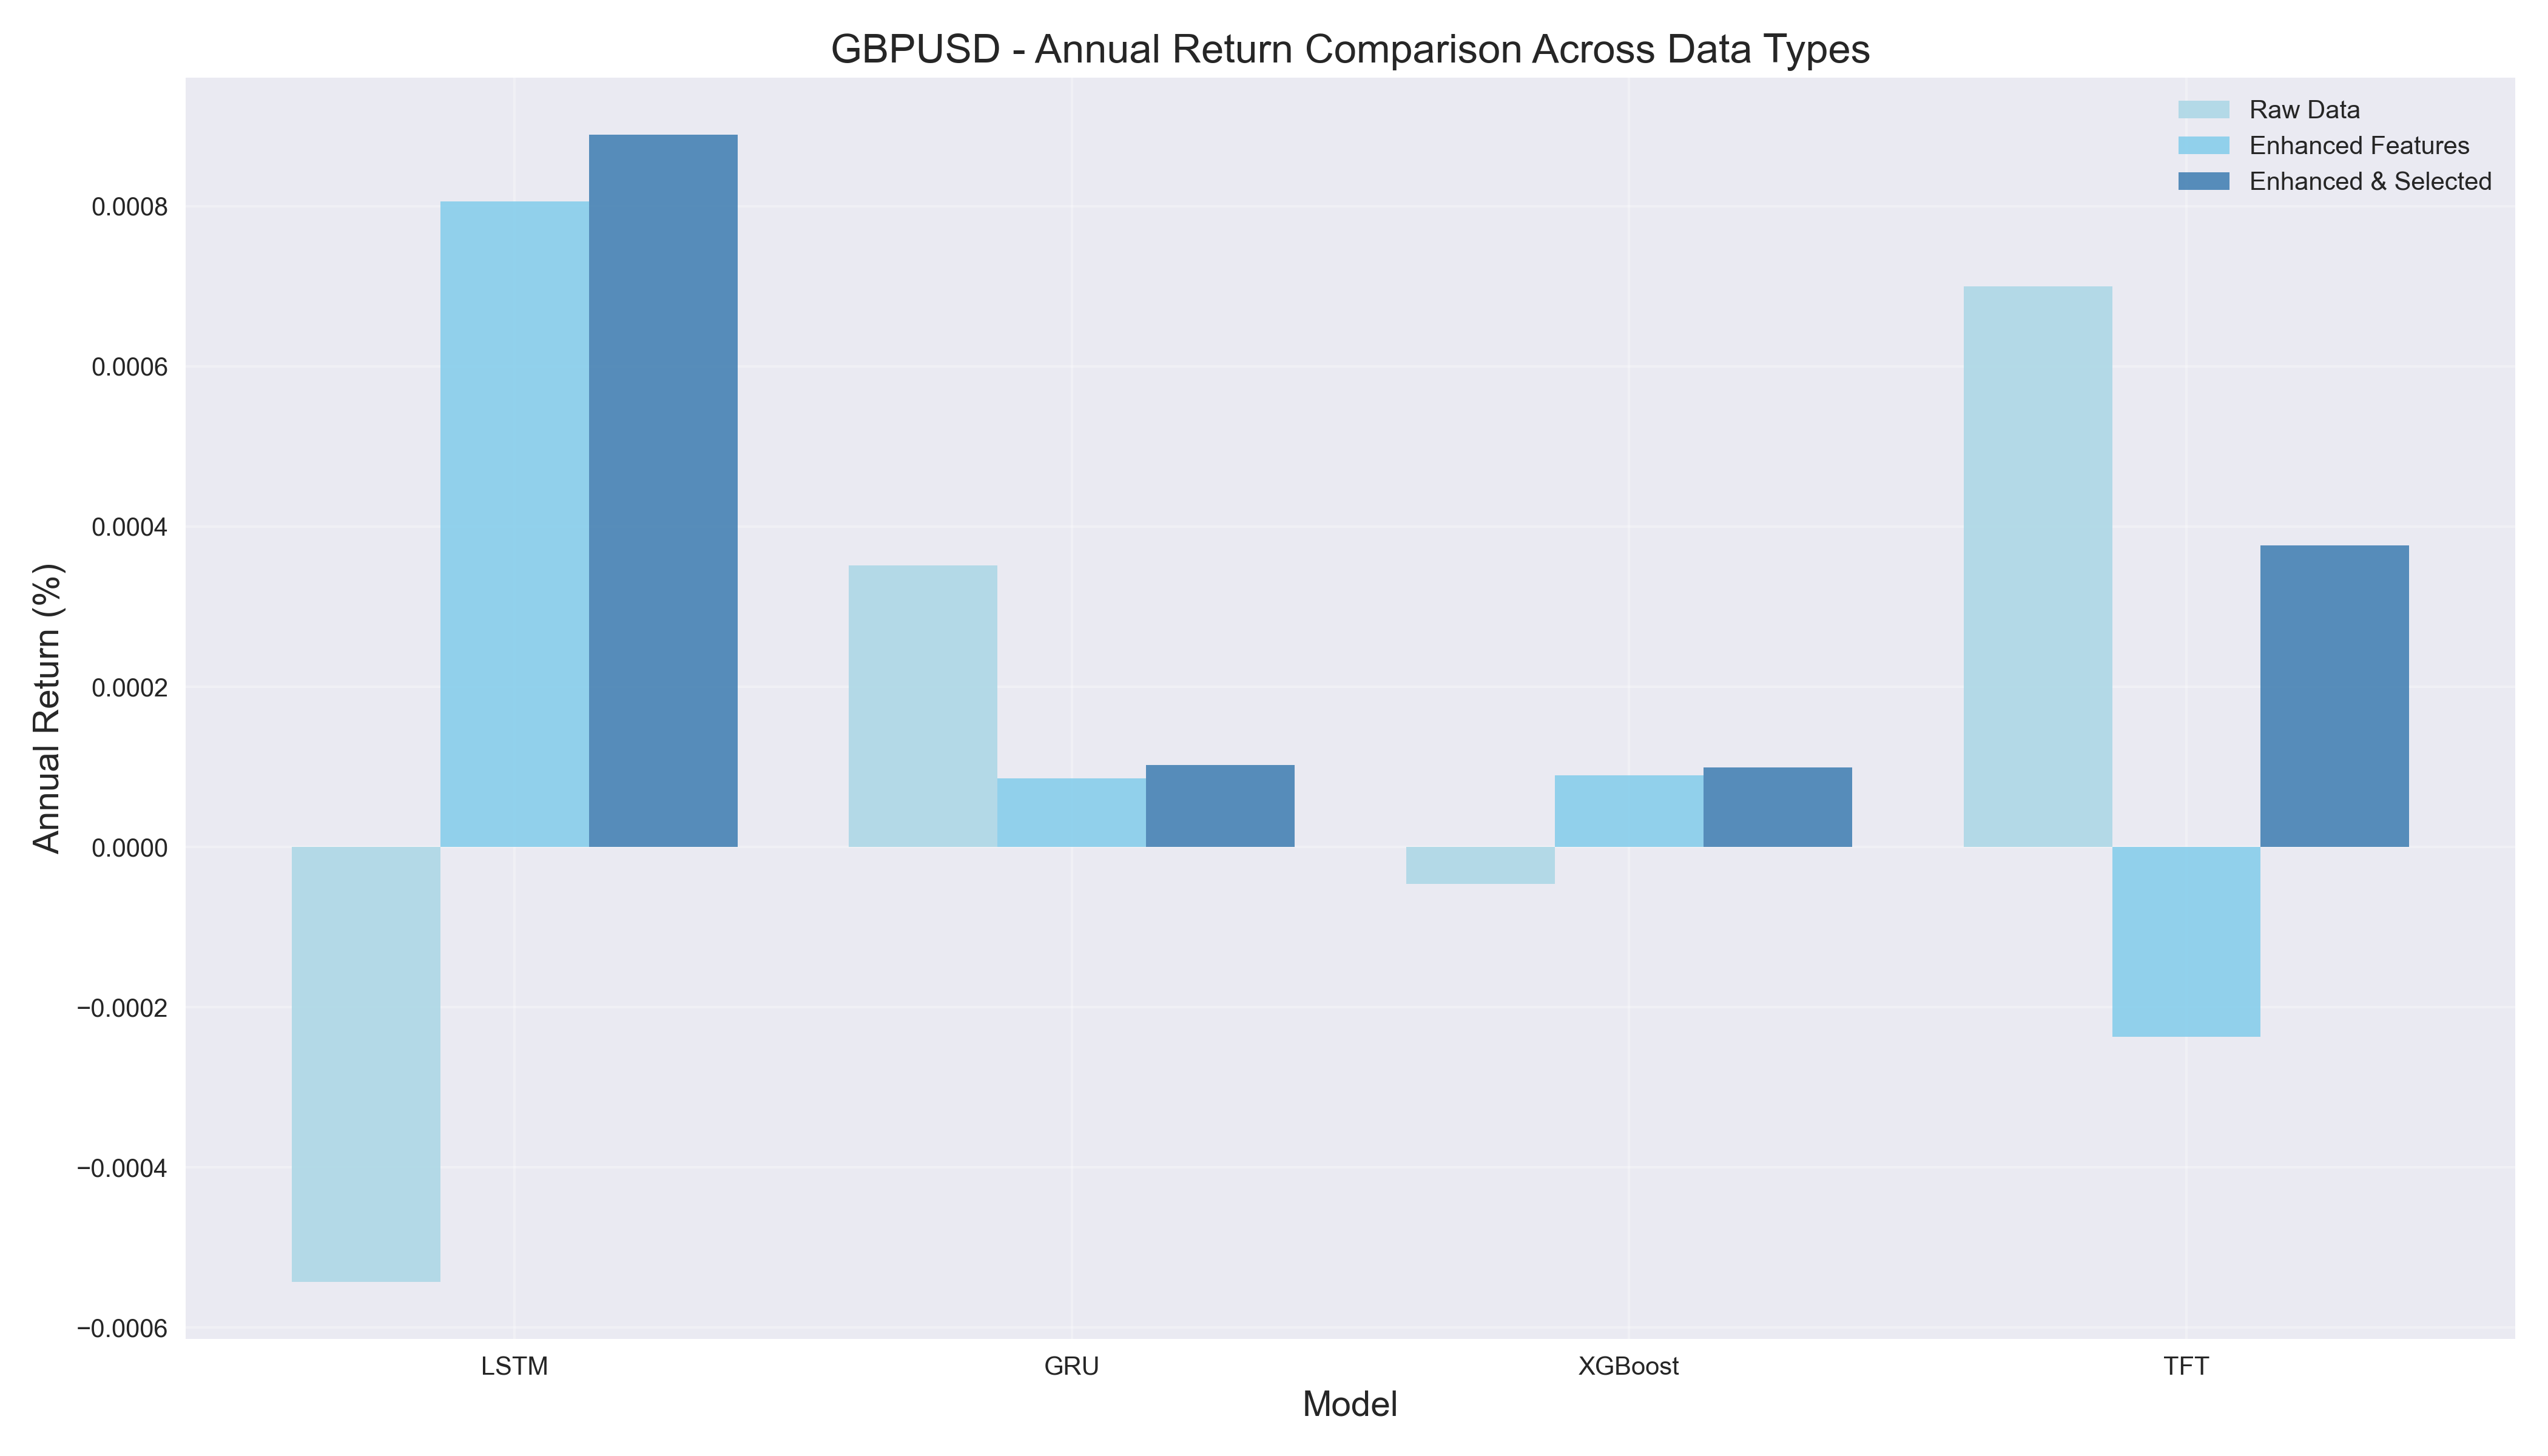 GBPUSD - Annual Return Comparison Across Data Types
Raw Data
Enhanced Features
Enhanced & Selected
Annual Return (%)
0.0008
0.0006
0.0004
0.0002
0.0000
−0.0002
−0.0004
−0.0006
LSTM
GRU
XGBoost
TFT
Model